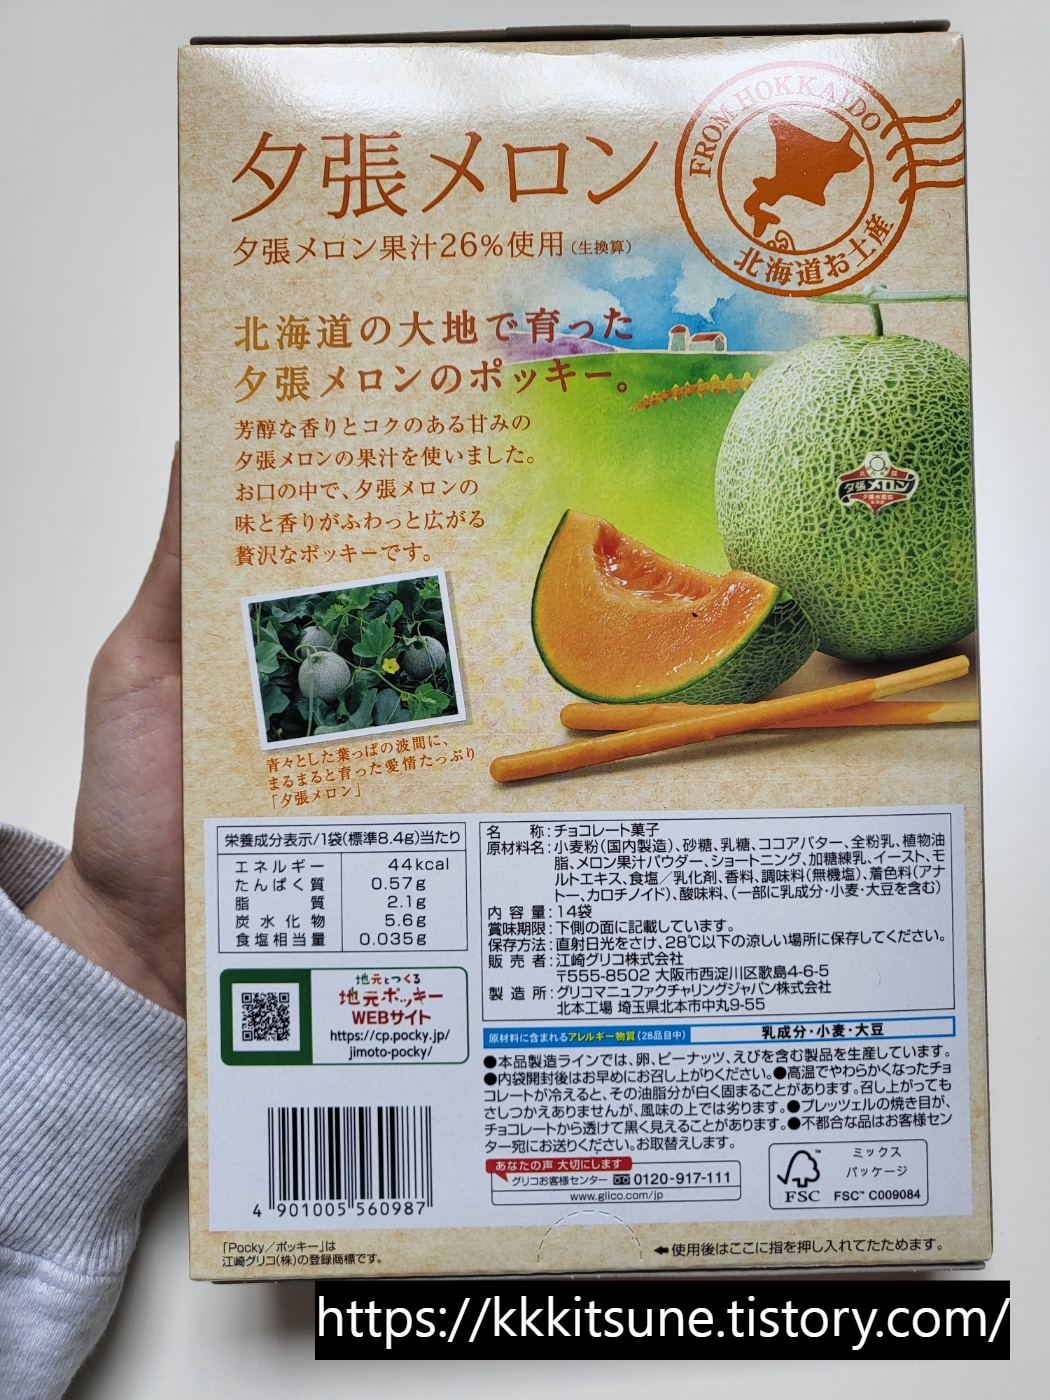 夕張メロン
夕張メロン果汁26%使用(生換算)
FROM HOKKAIDO
北海道お土産
北海道の大地で育った
夕張メロンのポッキー。
芳醇な香りとコクのある甘みの
夕張メロンの果汁を使いました。
お口の中で、夕張メロンの
味と香りがふわっと広がる
贅沢なポッキーです。
夕張メロン
青々とした葉っぱの波間に、
まるまると育った愛情たっぷり
「夕張メロン」
栄養成分表示/1袋(標準8.4g)当たり
エネルギー 44kcal
たんぱく質 0.57g
脂質 2.1g
炭水化物 5.6g
食塩相当量 0.035g
地元とつくる
地元ポッキー
WEBサイト
https://cp.pocky.jp/
jimoto-pocky/
4 901005 560987
名称:チョコレート菓子
原材料名:小麦粉(国内製造)、砂糖、乳糖、ココアバター、全粉乳、植物油
脂、メロン果汁パウダー、ショートニング、加糖練乳、イースト、モ
ルトエキス、食塩/乳化剤、香料、調味料(無機塩)、着色料(アナ
トー、カロチノイド)、酸味料、(一部に乳成分・小麦・大豆を含む)
内容量:14袋
賞味期限:下側の面に記載しています。
保存方法:直射日光をさけ、28℃以下の涼しい場所に保存してください。
販売者:江崎グリコ株式会社
〒555-8502 大阪市西淀川区歌島4-6-5
製造所:グリコマニュファクチャリングジャパン株式会社
北本工場 埼玉県北本市中丸9-55
原材料に含まれるアレルギー物質(28品目中) 乳成分・小麦・大豆
●本品製造ラインでは、卵、ピーナッツ、えびを含む製品を生産しています。
●内袋開封後はお早めにお召し上がりください。●高温でやわらかくなったチョ
コレートが冷えると、その油脂分が白く固まることがあります。召し上がっても
さしつかえありませんが、風味の上では劣ります。●プレッツェルの焼き目が、
チョコレートから透けて黒く見えることがあります。●不都合な品はお客様セン
ター宛にお送りください。お取替えします。
あなたの声 大切にします
グリコお客様センター 0120-917-111
www.glico.com/jp
FSC
ミックス
パッケージ
FSC™ C009084
「Pocky/ポッキー」は
江崎グリコ(株)の登録商標です。
使用後はここに指を押し入れてたためます。
https://kkkitsune.tistory.com/